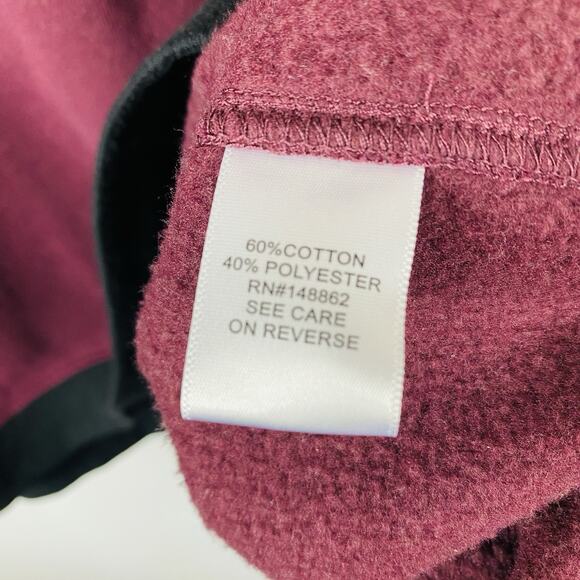 60%COTTON
40% POLYESTER
RN#148862
SEE CARE
ON REVERSE